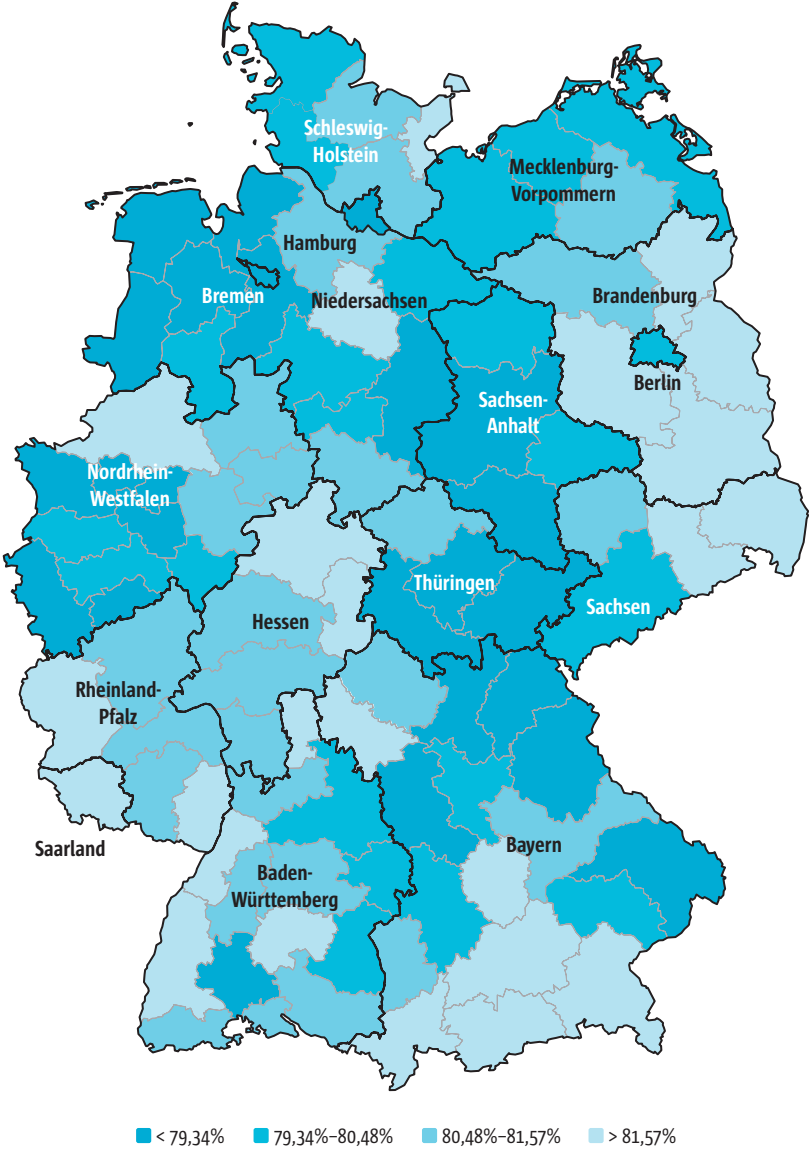 Schleswig-
Holstein
Mecklenburg-
Vorpommern
Hamburg
Bremen
Niedersachsen
Brandenburg
Berlin
Sachsen-
Anhalt
Nordrhein-
Westfalen
Thüringen
Sachsen
Hessen
Rheinland-
Pfalz
Saarland
Bayern
Baden-
Württemberg
< 79,34%
79,34%–80,48%
80,48%–81,57%
> 81,57%